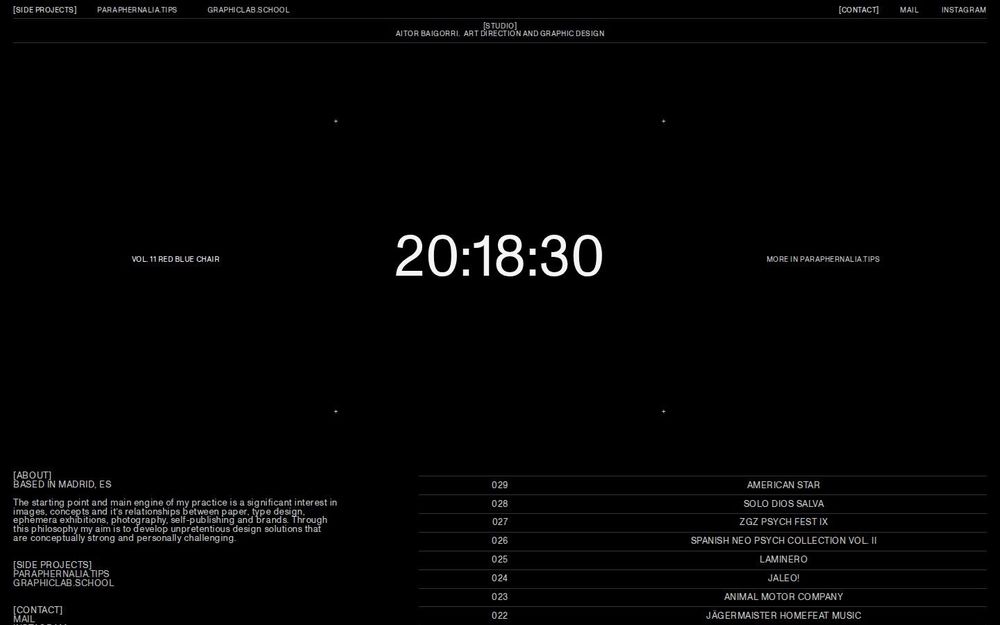 [SIDE PROJECTS] PARAPHERNALIA.TIPS GRAPHICLAB.SCHOOL [CONTACT] MAIL INSTAGRAM
[STUDIO]
AITOR BAIGORRI. ART DIRECTION AND GRAPHIC DESIGN
VOL. 11 RED BLUE CHAIR 20:18:30 MORE IN PARAPHERNALIA.TIPS
[ABOUT]
BASED IN MADRID, ES
The starting point and main engine of my practice is a significant interest in
images, concepts and it's relationships between paper, type design,
ephemera exhibitions, photography, self-publishing and brands. Through
this philosophy my aim is to develop unpretentious design solutions that
are conceptually strong and personally challenging.
[SIDE PROJECTS]
PARAPHERNALIA.TIPS
GRAPHICLAB.SCHOOL
[CONTACT]
MAIL
029 AMERICAN STAR
028 SOLO DIOS SALVA
027 ZGZ PSYCH FEST IX
026 SPANISH NEO PSYCH COLLECTION VOL. II
025 LAMINERO
024 JALEO!
023 ANIMAL MOTOR COMPANY
022 JÄGERMAISTER HOMEFEAT MUSIC